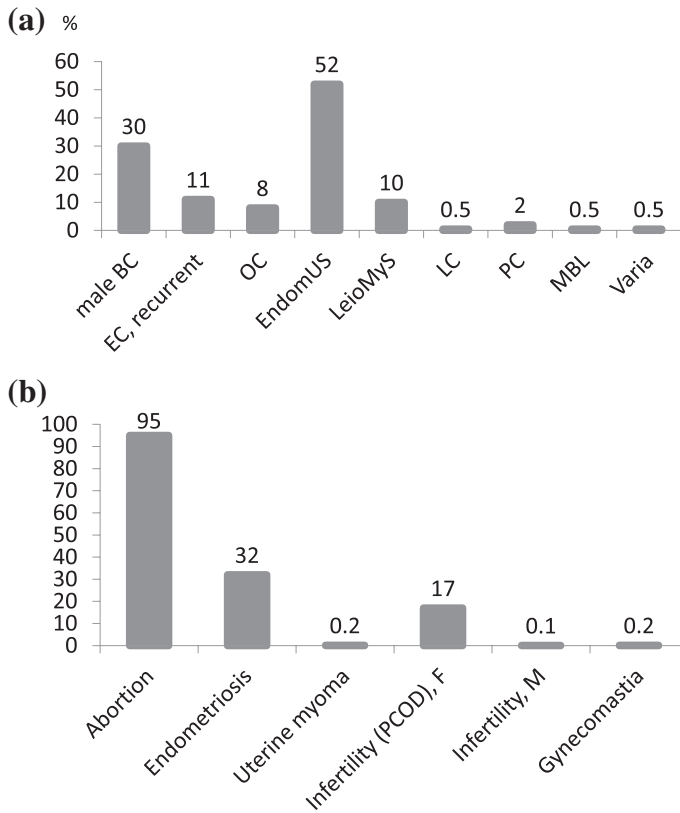 (a) %
60
50
40
30
20
10
0
30
11
8
52
10
0.5
2
0.5
0.5
male BC
EC, recurrent
OC
EndomUS
LeioMyS
LC
PC
MBL
Varia
(b)
100
90
80
70
60
50
40
30
20
10
0
95
32
0.2
17
0.1
0.2
Abortion
Endometriosis
Uterine myoma
Infertility (PCOD), F
Infertility, M
Gynecomastia